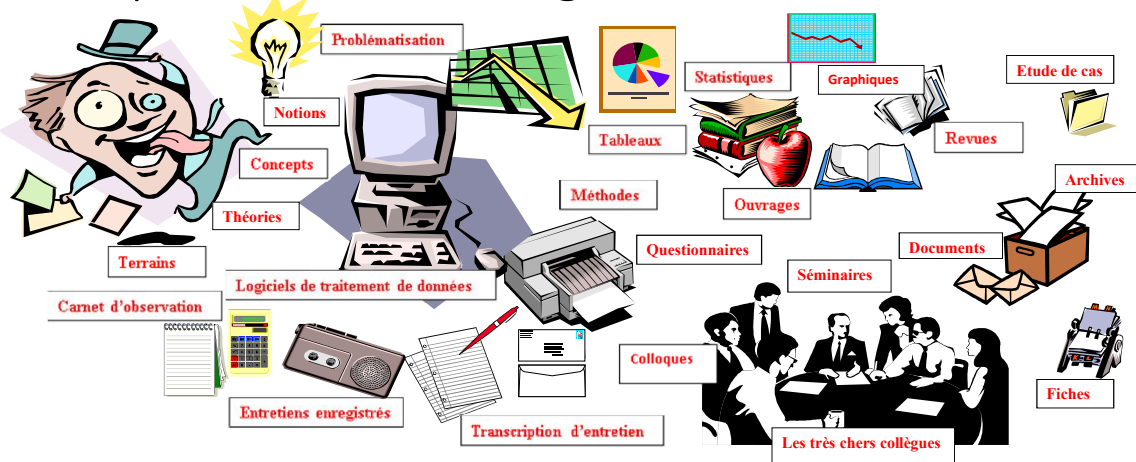 Problématisation
Statistiques
Graphiques
Etude de cas
Notions
Tableaux
Revues
Concepts
Archives
Méthodes
Ouvrages
Théories
Questionnaires
Documents
Terrains
Séminaires
Logiciels de traitement de données
Carnet d'observation
Colloques
Fiches
Entretiens enregistrés
Transcription d'entretien
Les très chers collègues